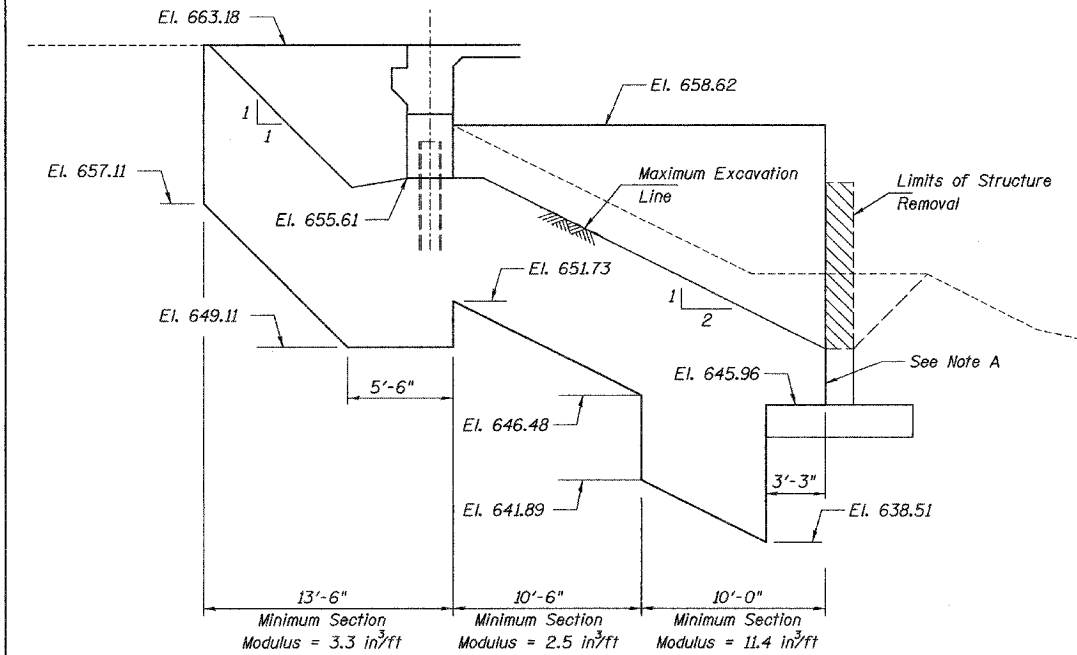 El. 663.18
El. 658.62
1
1
El. 657.11
Maximum Excavation
Line
Limits of Structure
Removal
El. 655.61
El. 651.73
1
2
El. 649.11
See Note A
El. 645.96
5'-6"
El. 646.48
3'-3"
El. 641.89
El. 638.51
13'-6"
Minimum Section
Modulus = 3.3 in³/ft
10'-6"
Minimum Section
Modulus = 2.5 in³/ft
10'-0"
Minimum Section
Modulus = 11.4 in³/ft